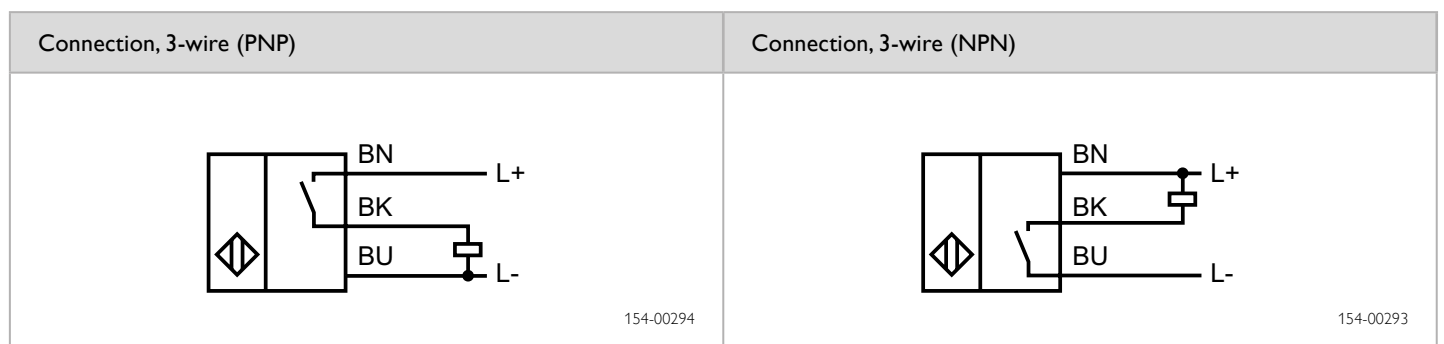 Connection, 3-wire (PNP)
Connection, 3-wire (NPN)
BN
L+
BK
BU
L-
154-00294
BN
L+
BK
BU
L-
154-00293